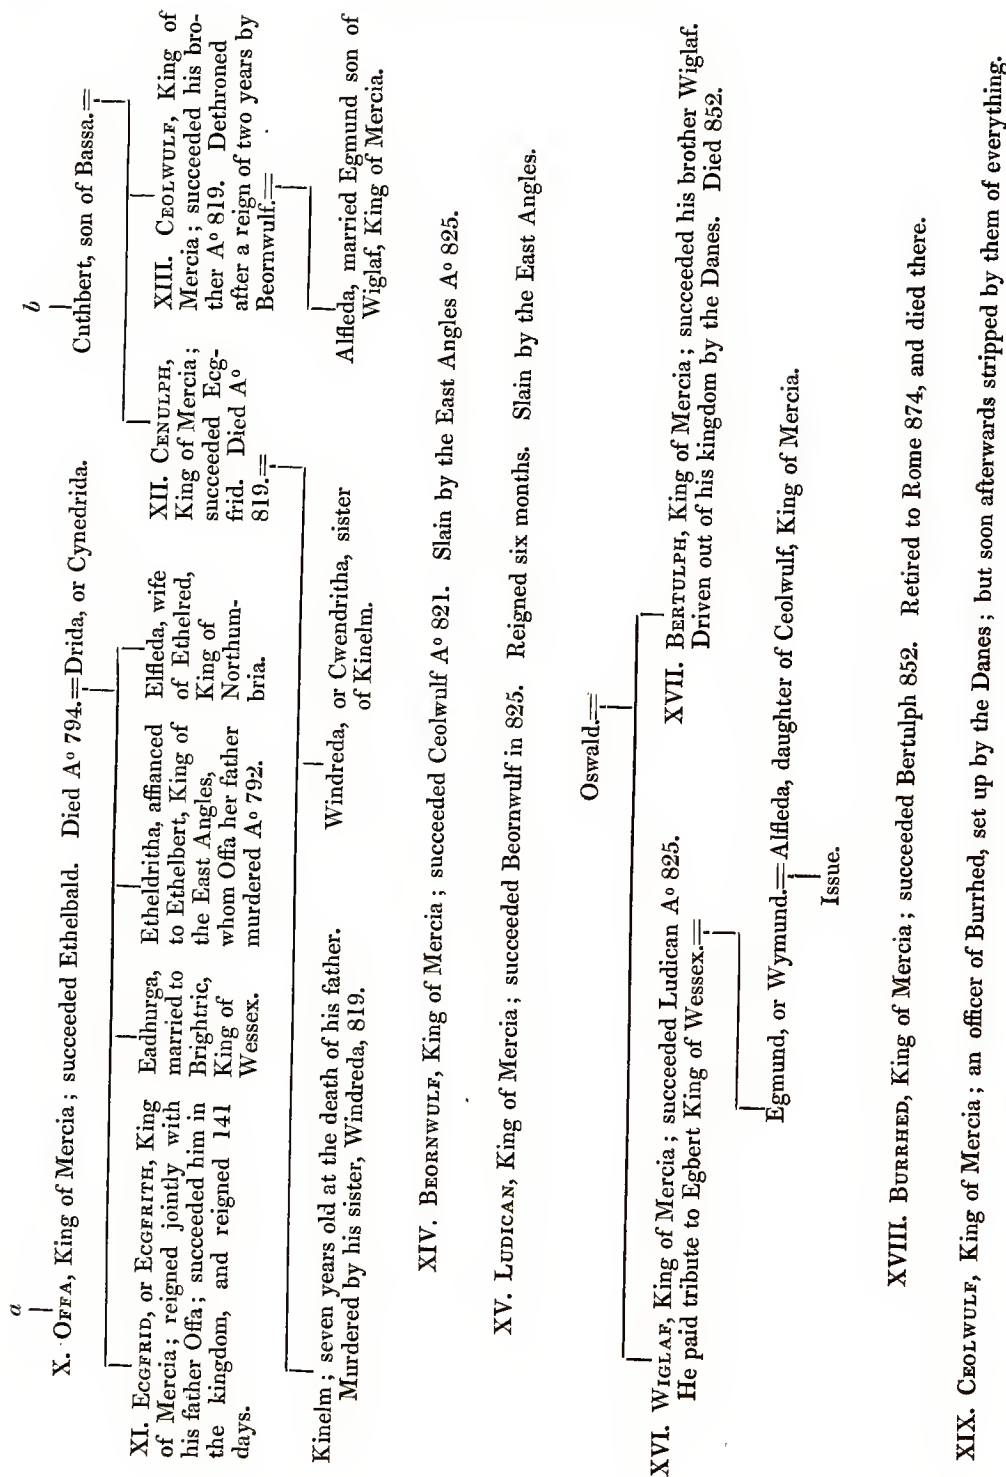 a
X. OFFA, King of Mercia; succeeded Ethelbald. Died Aº 794.=Drida, or Cynedrida.
b
Cuthbert, son of Bassa.=
XI. ECGFRID, or ECGFRITH, King
of Mercia; reigned jointly with
his father Offa; succeeded him in
the kingdom, and reigned 141
days.
Eadhurga,
married to
Brightric,
King of
Wessex.
Etheldritha, affianced
to Ethelbert, King of
the East Angles,
whom Offa her father
murdered Aº 792.
Elfleda, wife
of Ethelred,
King of
Northum-
bria.
XII. CENULPH,
King of Mercia;
succeeded Ecg-
frid. Died Aº
819.=
XIII. CEOLWULF, King of
Mercia; succeeded his bro-
ther Aº 819. Dethroned
after a reign of two years by
Beornwulf.=
Kinelm; seven years old at the death of his father.
Murdered by his sister, Windreda, 819.
Windreda, or Cwendritha, sister
of Kinelm.
Alfleda, married Egmund son of
Wiglaf, King of Mercia.
XIV. BEORNWULF, King of Mercia; succeeded Ceolwulf Aº 821. Slain by the East Angles Aº 825.
XV. LUDICAN, King of Mercia; succeeded Beornwulf in 825. Reigned six months. Slain by the East Angles.
Oswald.=
XVI. WIGLAF, King of Mercia; succeeded Ludican Aº 825.
He paid tribute to Egbert King of Wessex.=
XVII. BERTULPH, King of Mercia; succeeded his brother Wiglaf.
Driven out of his kingdom by the Danes. Died 852.
Egmund, or Wymund.=Alfleda, daughter of Ceolwulf, King of Mercia.
Issue.
XVIII. BURRHED, King of Mercia; succeeded Bertulph 852. Retired to Rome 874, and died there.
XIX. CEOLWULF, King of Mercia; an officer of Burrhed, set up by the Danes; but soon afterwards stripped by them of everything.